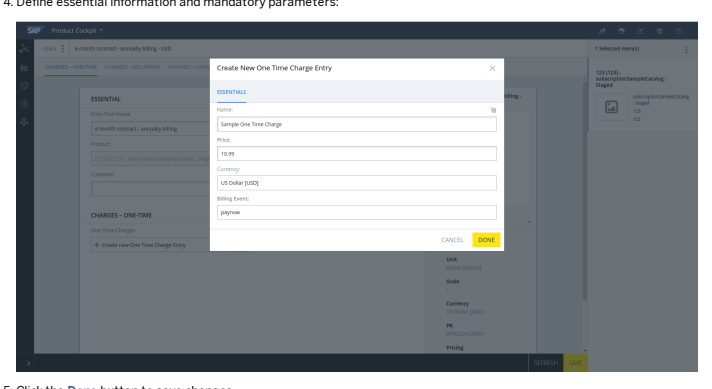 4. Define essential information and mandatory parameters:
SAP Product Cockpit
< Back 6 month contract - annually billing - USD
1 Selected Item(s)
CHARGES - ONE-TIME CHARGES - RECURRING CHARGES - USAGE
Create New One Time Charge Entry
123 [123] -
subscriptionSampleCatalog :
Staged
subscriptionSampleCatalog
: Staged
123
123
ESSENTIALS
ESSENTIAL
billing -
Price Plan Name
6 month contract - annually billing
Product
Customer
Name:
Sample One Time Charge
Price:
10.99
Currency:
US Dollar [USD]
Billing Event:
paynow
CHARGES - ONE-TIME
One Time Charges
+ Create new One Time Charge Entry
CANCEL DONE
Unit
pieces [pieces]
Scale
Currency
US Dollar [USD]
PK
Pricing
REFRESH SAVE
5. Click the Done button to save changes.